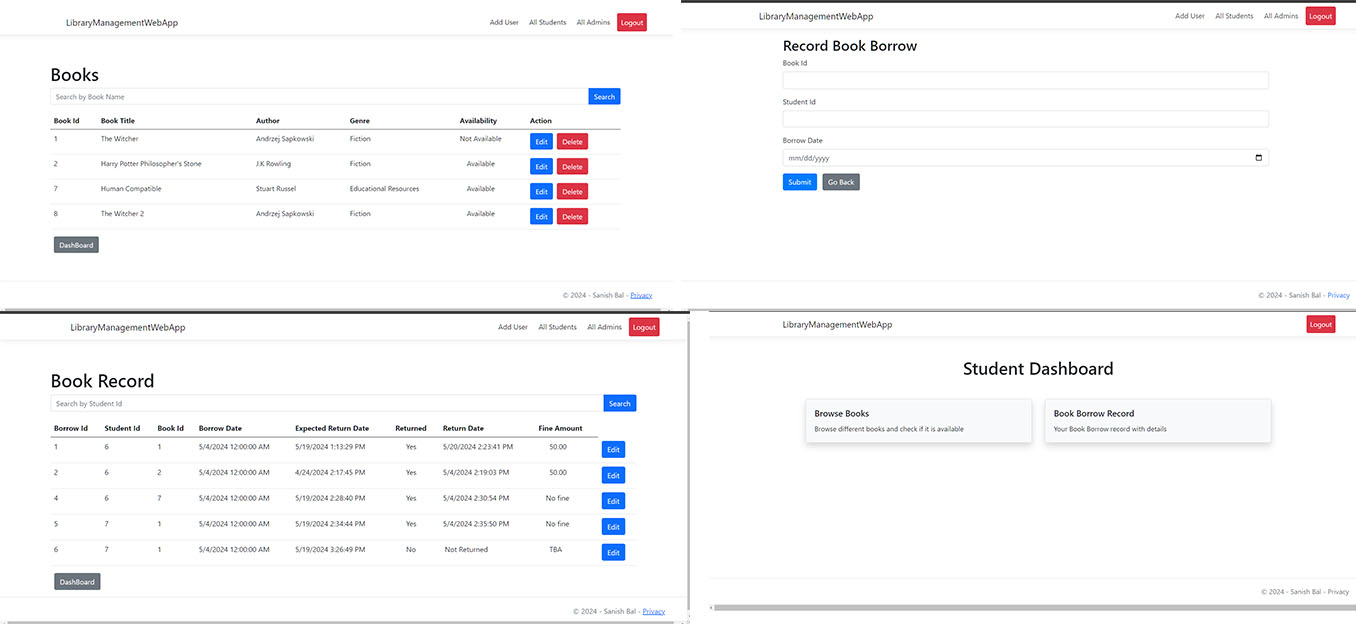 LibraryManagementWebApp Add User All Students All Admins Logout
Books
Search by Book Name Search
Book Id Book Title Author Genre Availability Action
1 The Witcher Andrzej Sapkowski Fiction Not Available Edit Delete
2 Harry Potter Philosopher's Stone J.K Rowling Fiction Available Edit Delete
7 Human Compatible Stuart Russel Educational Resources Available Edit Delete
8 The Witcher 2 Andrzej Sapkowski Fiction Available Edit Delete
DashBoard
© 2024 - Sanish Bal - Privacy
LibraryManagementWebApp Add User All Students All Admins Logout
Record Book Borrow
Book Id
Student Id
Borrow Date
mm/dd/yyyy
Submit Go Back
© 2024 - Sanish Bal - Privacy
LibraryManagementWebApp Add User All Students All Admins Logout
Book Record
Search by Student Id Search
Borrow Id Student Id Book Id Borrow Date Expected Return Date Returned Return Date Fine Amount
1 6 1 5/4/2024 12:00:00 AM 5/19/2024 1:13:29 PM Yes 5/20/2024 2:23:41 PM 50.00 Edit
2 6 2 5/4/2024 12:00:00 AM 4/24/2024 2:17:45 PM Yes 5/4/2024 2:19:03 PM 50.00 Edit
4 6 7 5/4/2024 12:00:00 AM 5/19/2024 2:28:40 PM Yes 5/4/2024 2:30:54 PM No fine Edit
5 7 1 5/4/2024 12:00:00 AM 5/19/2024 2:34:44 PM Yes 5/4/2024 2:35:50 PM No fine Edit
6 7 1 5/4/2024 12:00:00 AM 5/19/2024 3:26:49 PM No Not Returned TBA Edit
DashBoard
© 2024 - Sanish Bal - Privacy
LibraryManagementWebApp Logout
Student Dashboard
Browse Books
Browse different books and check if it is available
Book Borrow Record
Your Book Borrow record with details
© 2024 - Sanish Bal - Privacy